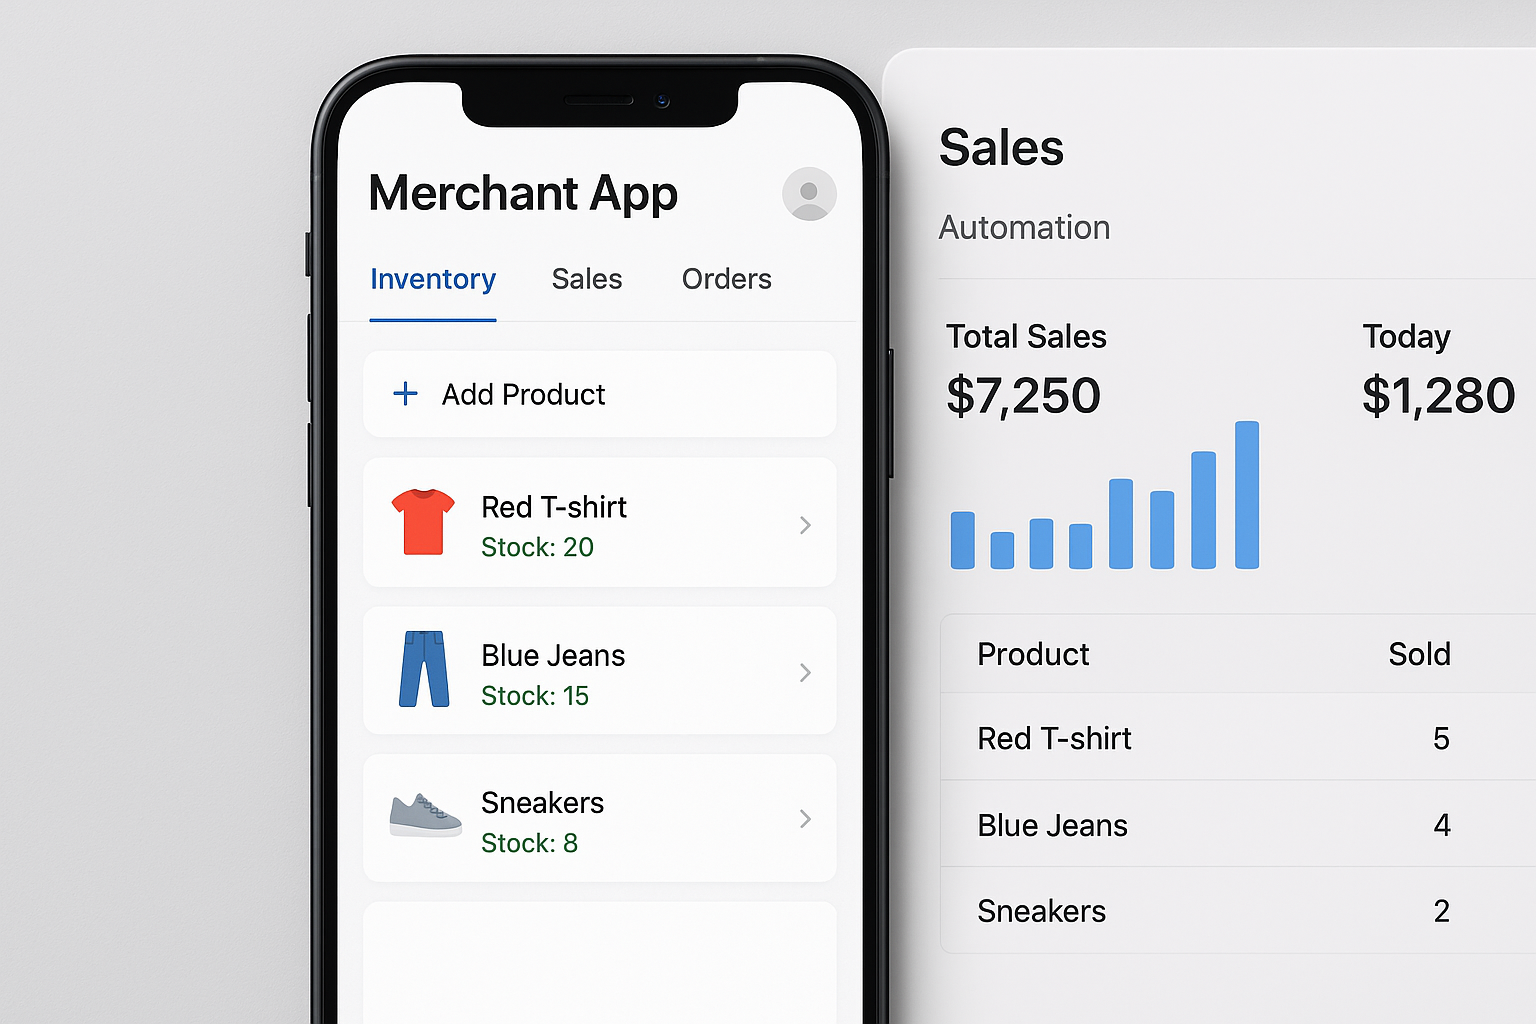 Merchant App
Inventory Sales Orders
+ Add Product
Red T-shirt
Stock: 20
Blue Jeans
Stock: 15
Sneakers
Stock: 8
Sales
Automation
Total Sales Today
$7,250 $1,280
Product Sold
Red T-shirt 5
Blue Jeans 4
Sneakers 2